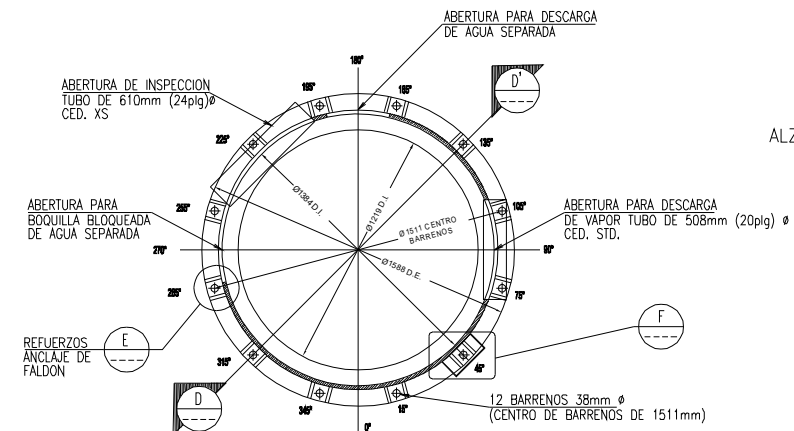 ABERTURA PARA DESCARGA
DE AGUA SEPARADA
180°
ABERTURA DE INSPECCION
TUBO DE 610mm (24plg)ø
CED. XS
195°
165°
D'
225°
135°
ALZ
ABERTURA PARA
BOQUILLA BLOQUEADA
DE AGUA SEPARADA
255°
Ø1384 D.I.
Ø1219 D.I.
Ø1511 CENTRO
BARRENOS
105°
ABERTURA PARA DESCARGA
DE VAPOR TUBO DE 508mm (20plg) ø
CED. STD.
270°
90°
Ø1588 D.E.
285°
75°
REFUERZOS
ANCLAJE DE
FALDON
E
F
315°
45°
D
345°
15°
0°
12 BARRENOS 38mm ø
(CENTRO DE BARRENOS DE 1511mm)